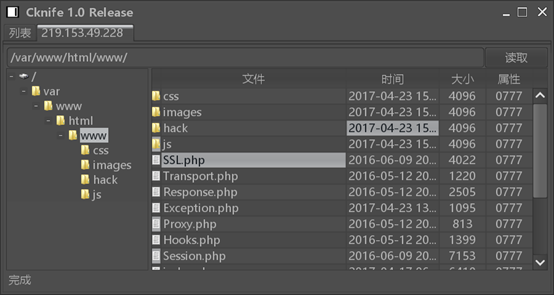 Cknife 1.0 Release
列表 219.153.49.228
/var/www/html/www/ 读取
/
var
www
html
www
css
images
hack
js
文件 时间 大小 属性
css 2017-04-23 15... 4096 0777
images 2017-04-23 15... 4096 0777
hack 2017-04-23 15... 4096 0777
js 2017-04-23 15... 4096 0777
SSL.php 2016-06-09 20... 4022 0777
Transport.php 2016-05-12 20... 1220 0777
Response.php 2016-05-12 20... 2505 0777
Exception.php 2017-04-23 13... 1095 0777
Proxy.php 2016-05-12 20... 813 0777
Hooks.php 2016-05-12 20... 1399 0777
Session.php 2016-06-09 20... 7153 0777
完成